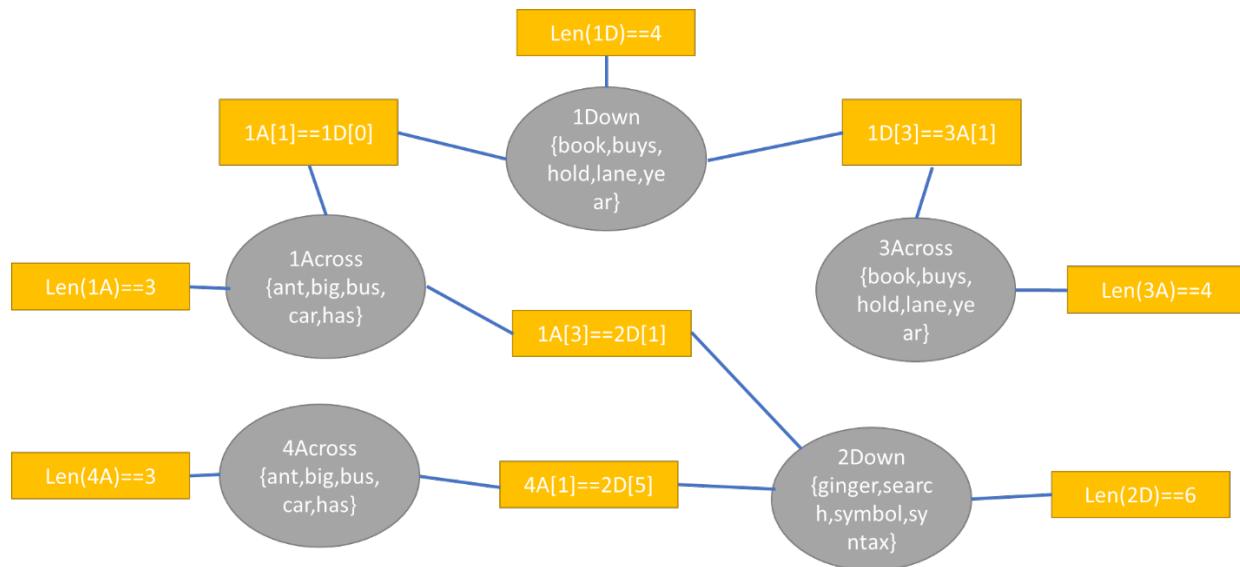 Len(1D)==4
1A[1]==1D[0]
1Down
{book,buys,
hold,lane,ye
ar}
1D[3]==3A[1]
1Across
{ant,big,bus,
car,has}
3Across
{book,buys,
hold,lane,ye
ar}
Len(1A)==3
Len(3A)==4
1A[3]==2D[1]
4Across
{ant,big,bus,
car,has}
2Down
{ginger,searc
h,symbol,sy
ntax}
Len(4A)==3
4A[1]==2D[5]
Len(2D)==6